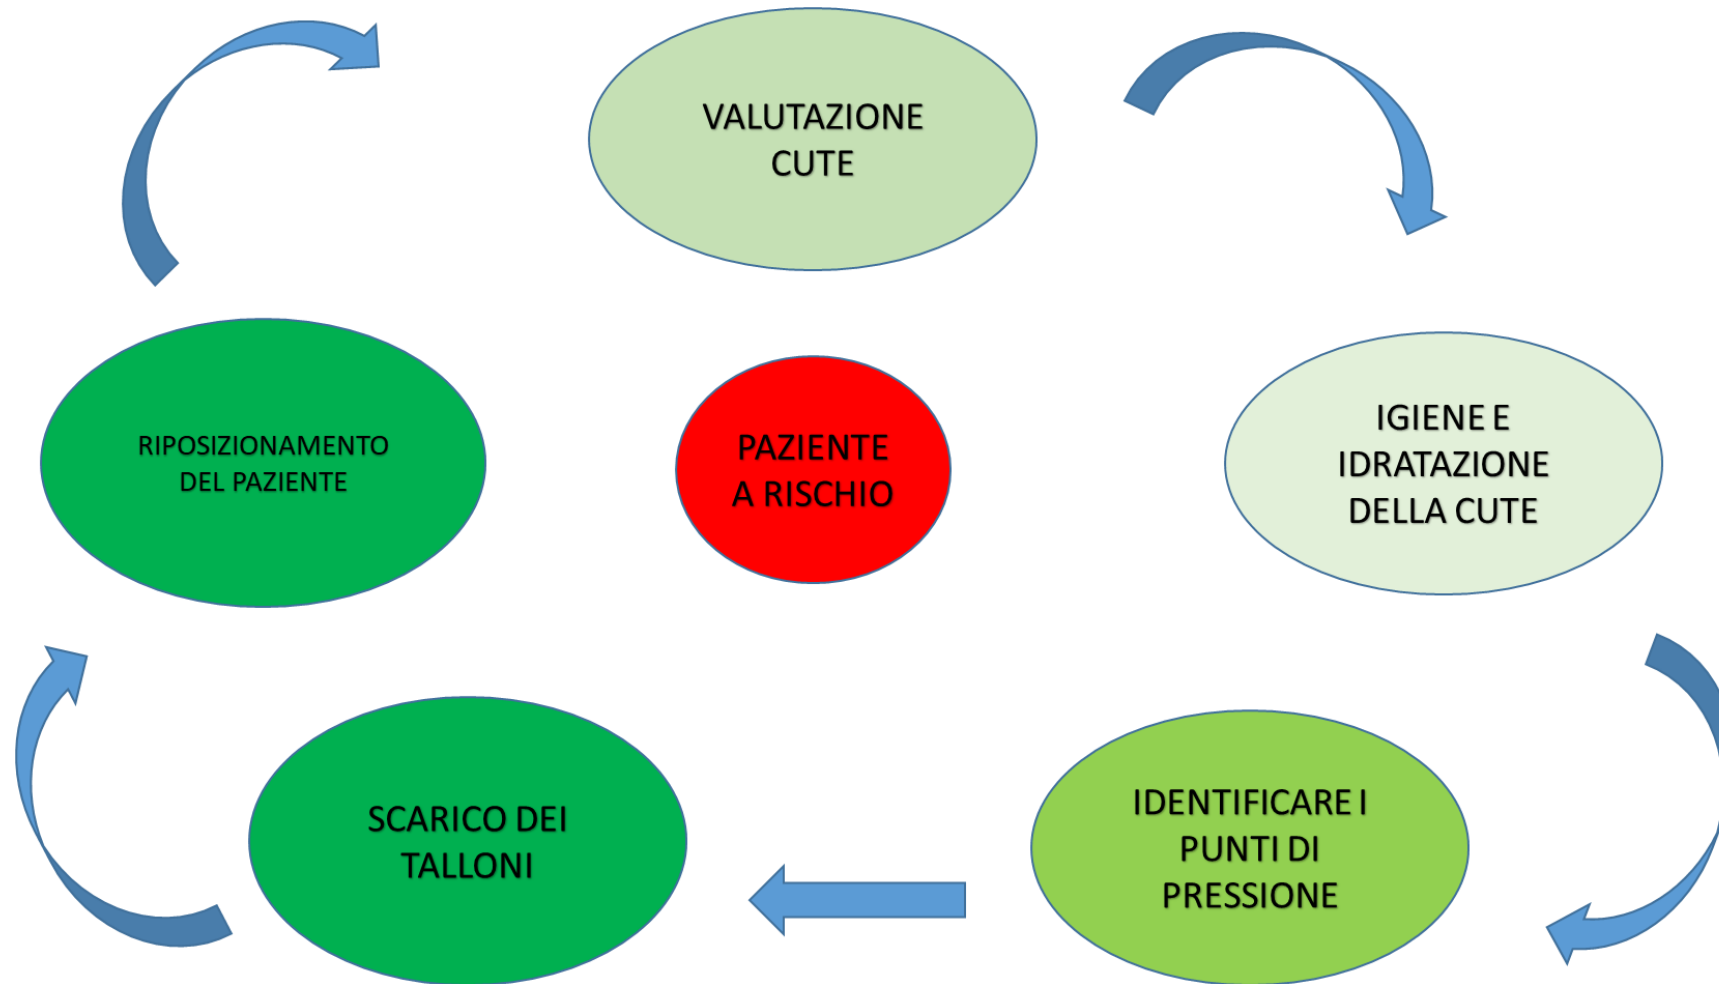 VALUTAZIONE
CUTE
IGIENE E
IDRATAZIONE
DELLA CUTE
IDENTIFICARE I
PUNTI DI
PRESSIONE
SCARICO DEI
TALLONI
RIPOSIZIONAMENTO
DEL PAZIENTE
PAZIENTE
A RISCHIO